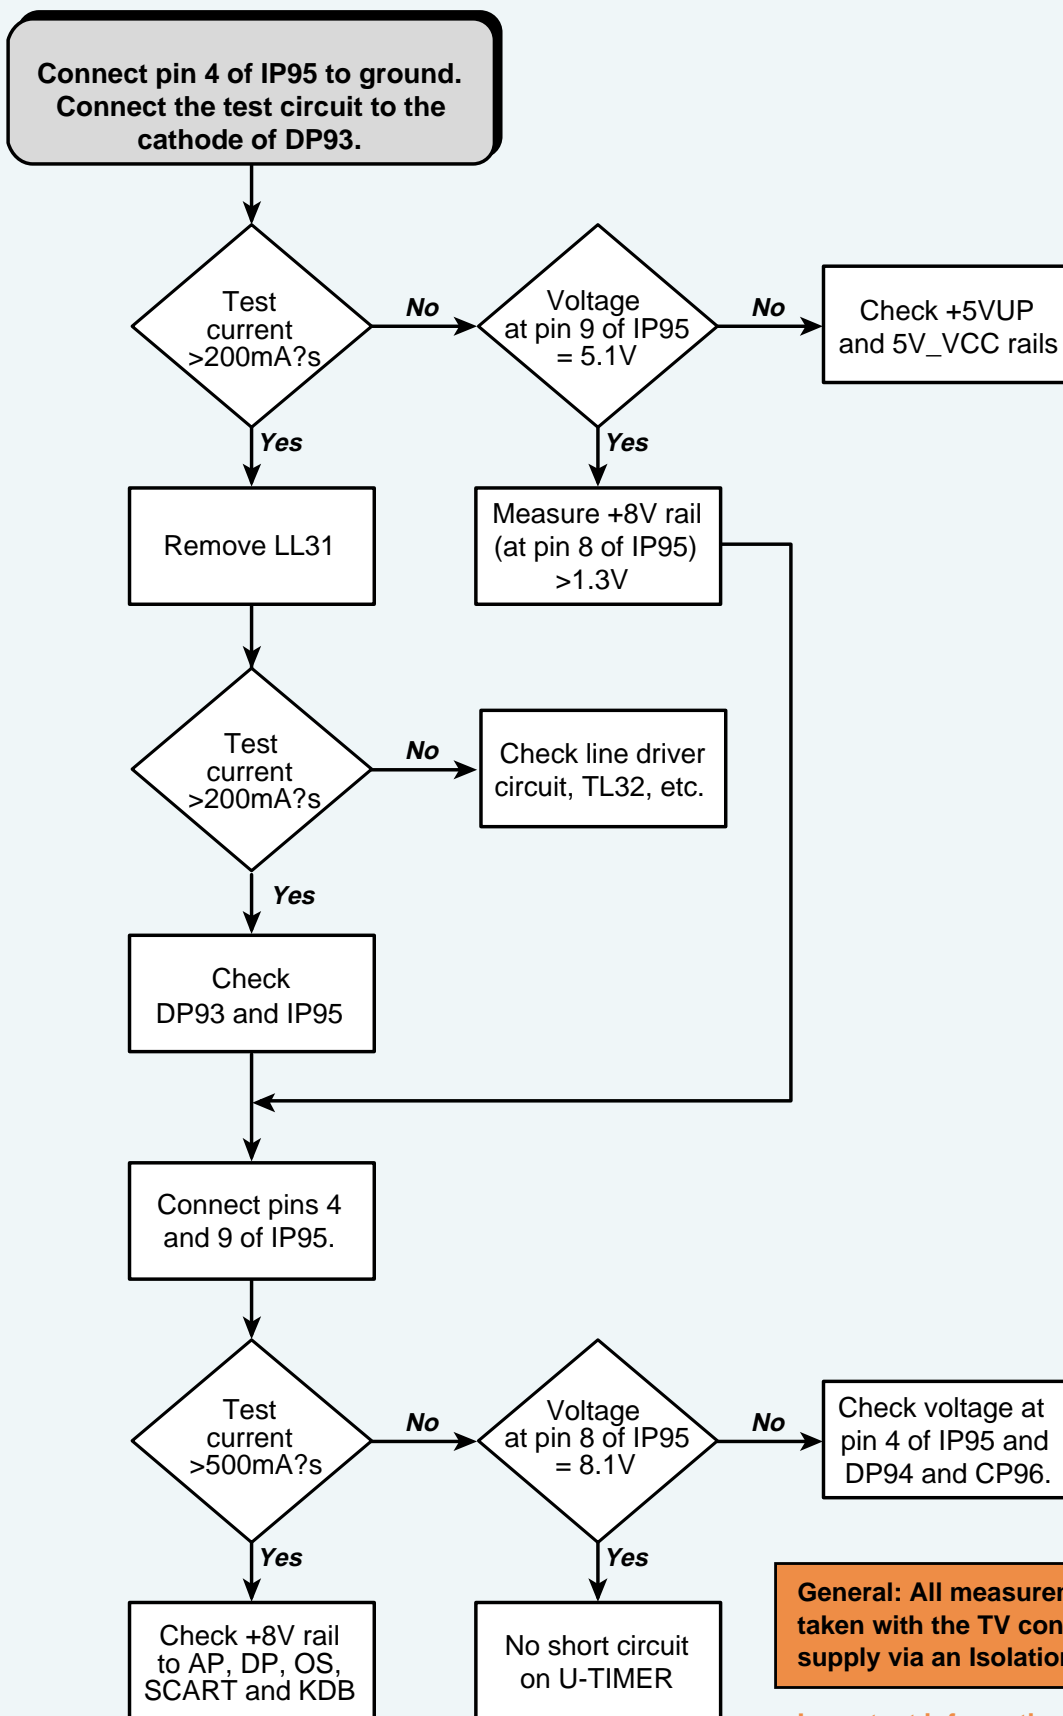 Connect pin 4 of IP95 to ground.
Connect the test circuit to the
cathode of DP93.
Test
current
>200mA?s
No
Voltage
at pin 9 of IP95
= 5.1V
No
Check +5VUP
and 5V_VCC rails
Yes
Yes
Remove LL31
Measure +8V rail
(at pin 8 of IP95)
>1.3V
Test
current
>200mA?s
No
Check line driver
circuit, TL32, etc.
Yes
Check
DP93 and IP95
Connect pins 4
and 9 of IP95.
Test
current
>500mA?s
No
Voltage
at pin 8 of IP95
= 8.1V
No
Check voltage at
pin 4 of IP95 and
DP94 and CP96.
Yes
Yes
Check +8V rail
to AP, DP, OS,
SCART and KDB
No short circuit
on U-TIMER
General: All measurem
taken with the TV con
supply via an Isolation